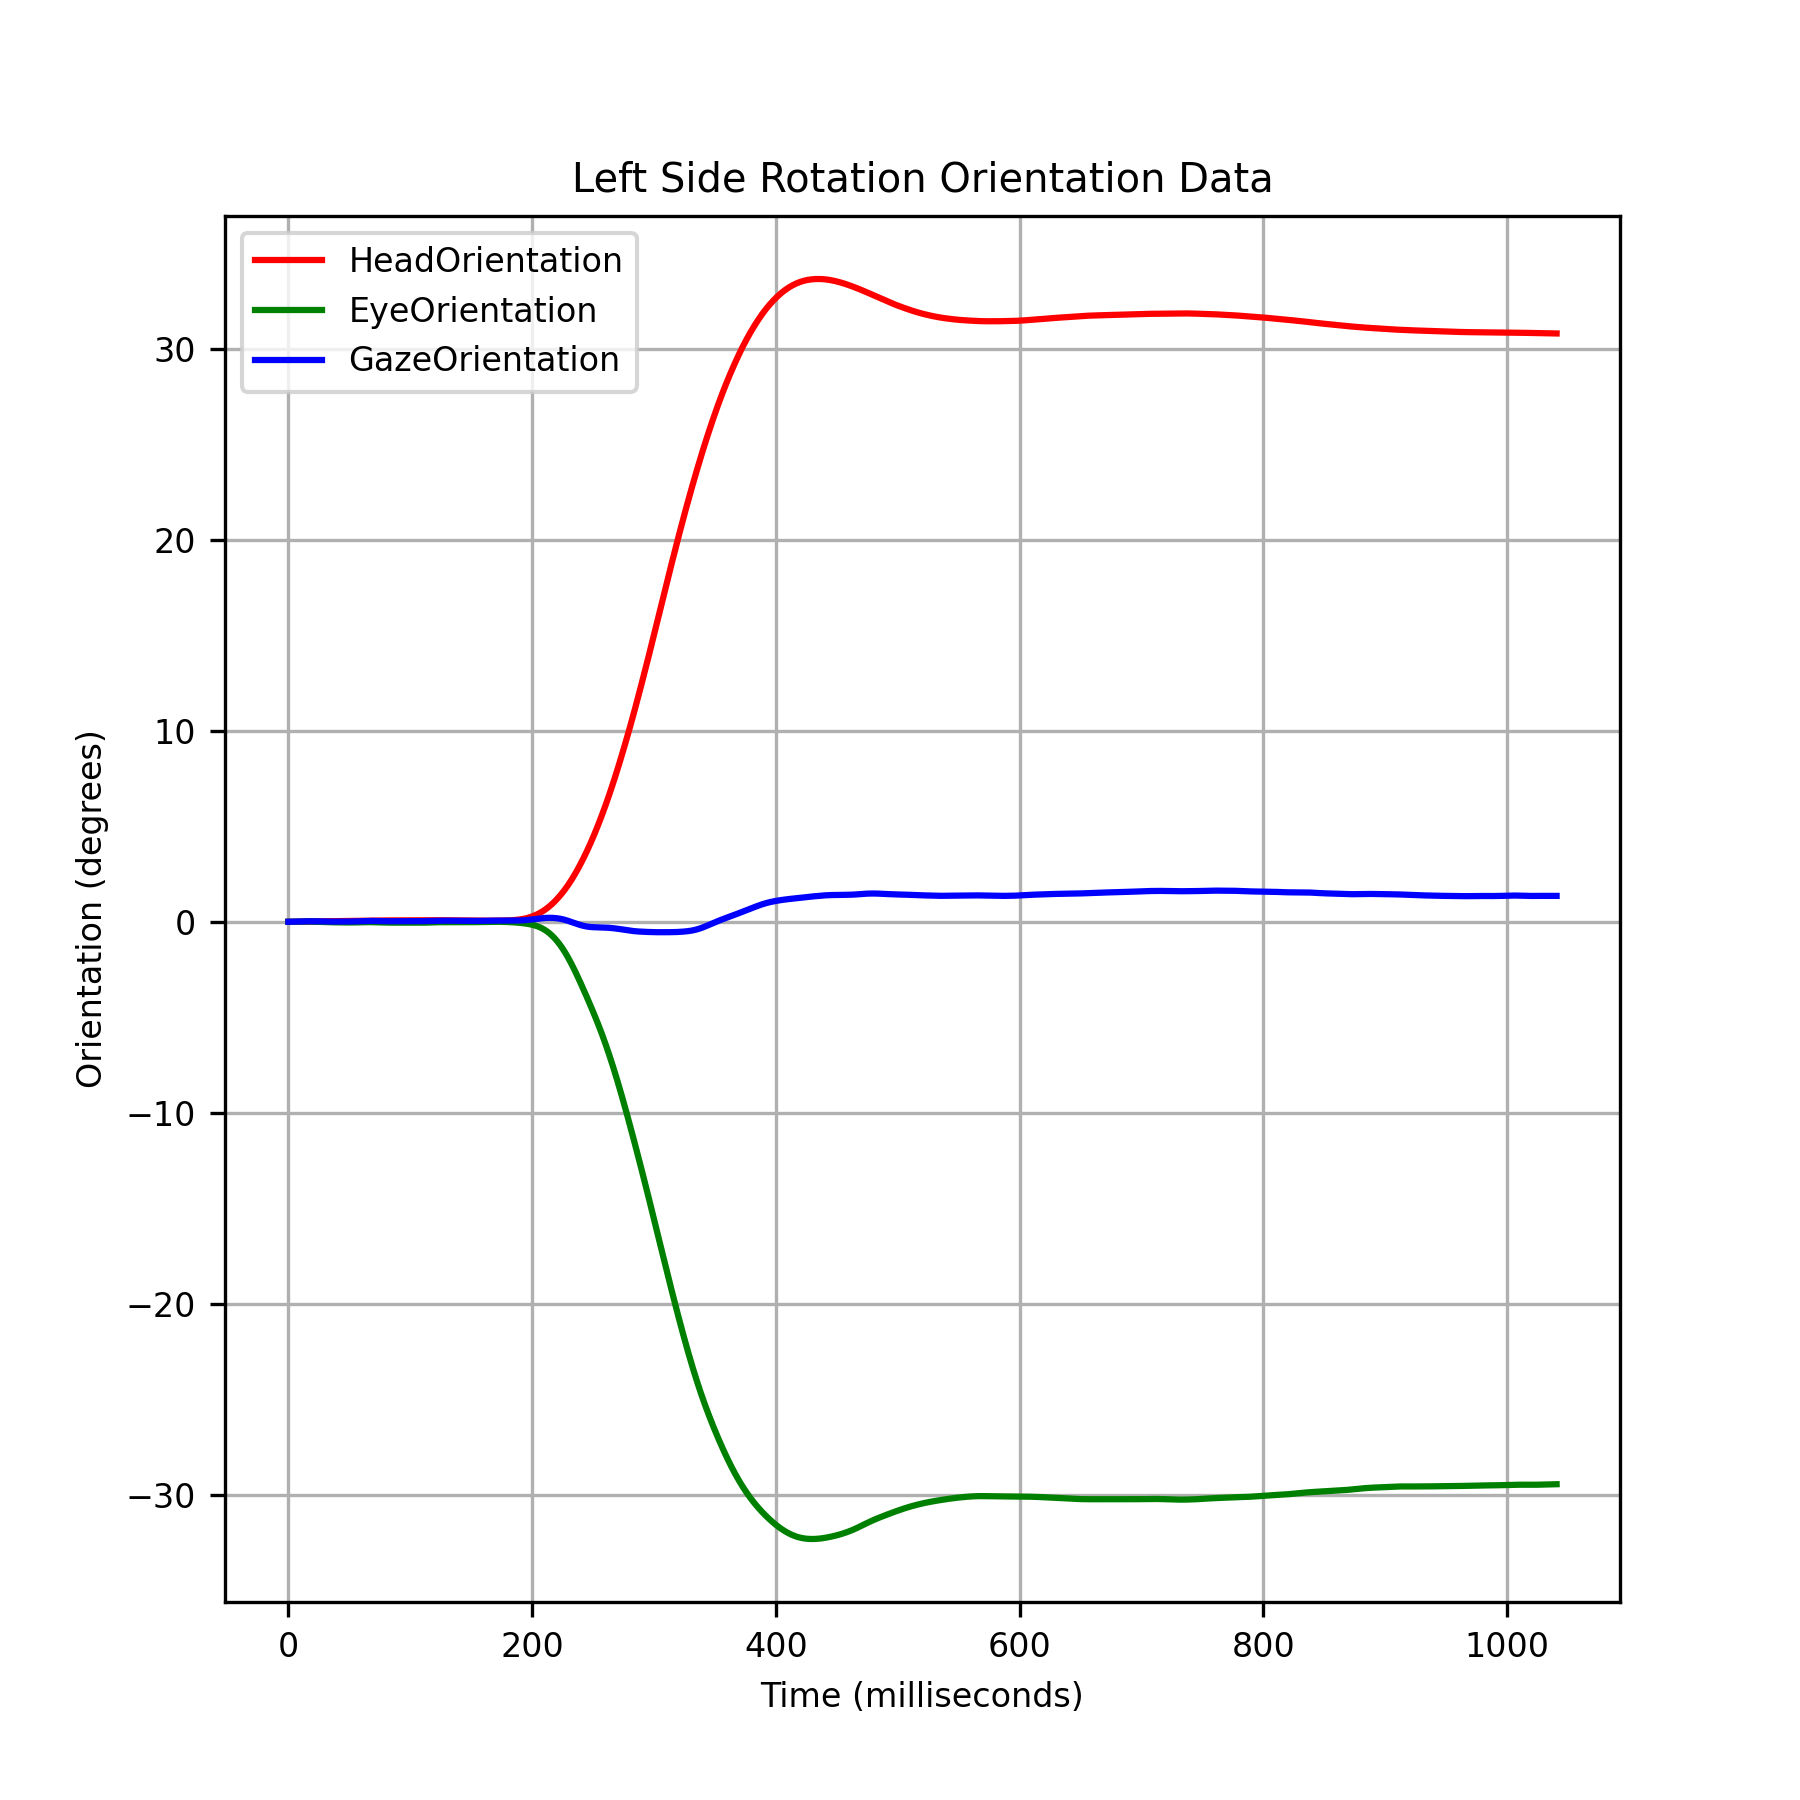 Left Side Rotation Orientation Data
HeadOrientation
EyeOrientation
GazeOrientation
30
20
10
0
−10
−20
−30
Orientation (degrees)
0 200 400 600 800 1000
Time (milliseconds)